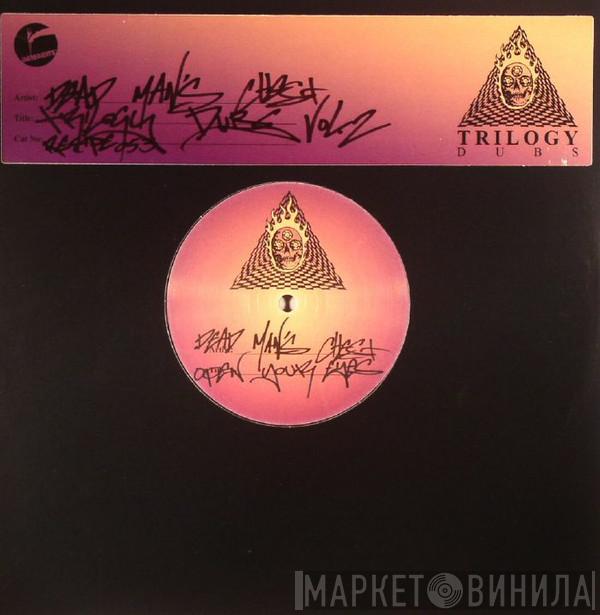 Artist: DEAD MAN'S CHEST
Title: TRILOGY DUBS VOL.2
Cat No:
TRILOGY
DUBS
DEAD MAN'S CHEST
OPEN YOUR EYES
МАРКЕТ ВИНИЛА